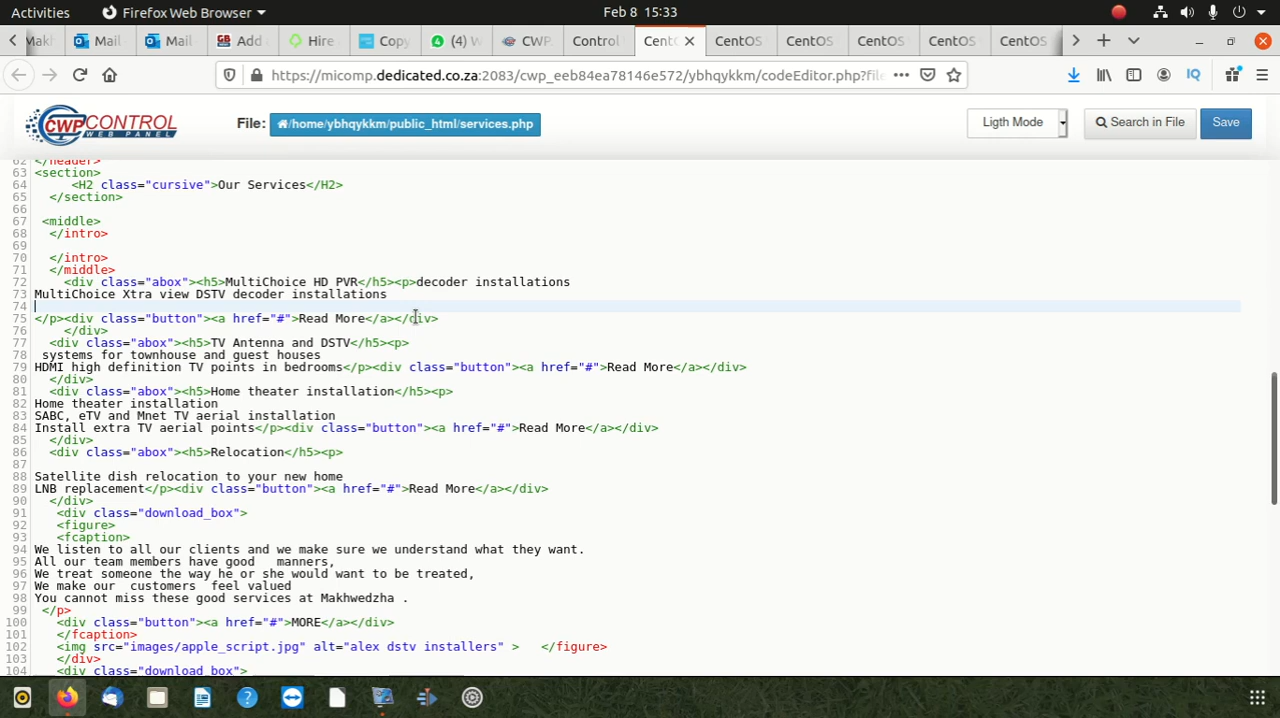 Activities
Firefox Web Browser
Feb 8 15:33
Makh
Mail
Mail
Add
Hire
Copy
(4) W
CWP
Control
Cent
CentOS
CentOS
CentOS
CentOS
CentOS
https://micomp.dedicated.co.za:2083/cwp_eeb84ea78146e572/ybhqykkm/codeEditor.php?file
IQ
CWP CONTROL
WEB PANEL
File: /home/ybhqykkm/public_html/services.php
Ligth Mode
Search in File
Save
62 </header>
63 <section>
64 <H2 class="cursive">Our Services</H2>
65 </section>
66
67 <middle>
68 </intro>
69
70 </intro>
71 </middle>
72 <div class="abox"><h5>MultiChoice HD PVR</h5><p>decoder installations
73 MultiChoice Xtra view DSTV decoder installations
74
75 </p><div class="button"><a href="#">Read More</a></div>
76 </div>
77 <div class="abox"><h5>TV Antenna and DSTV</h5><p>
78 systems for townhouse and guest houses
79 HDMI high definition TV points in bedrooms</p><div class="button"><a href="#">Read More</a></div>
80 </div>
81 <div class="abox"><h5>Home theater installation</h5><p>
82 Home theater installation
83 SABC, eTV and Mnet TV aerial installation
84 Install extra TV aerial points</p><div class="button"><a href="#">Read More</a></div>
85 </div>
86 <div class="abox"><h5>Relocation</h5><p>
87
88 Satellite dish relocation to your new home
89 LNB replacement</p><div class="button"><a href="#">Read More</a></div>
90 </div>
91 <div class="download_box">
92 <figure>
93 <fcaption>
94 We listen to all our clients and we make sure we understand what they want.
95 All our team members have good manners,
96 We treat someone the way he or she would want to be treated,
97 We make our customers feel valued
98 You cannot miss these good services at Makhwedzha .
99 </p>
100 <div class="button"><a href="#">MORE</a></div>
101 </fcaption>
102 <img src="images/apple_script.jpg" alt="alex dstv installers" > </figure>
103 </div>
104 <div class="download_box">